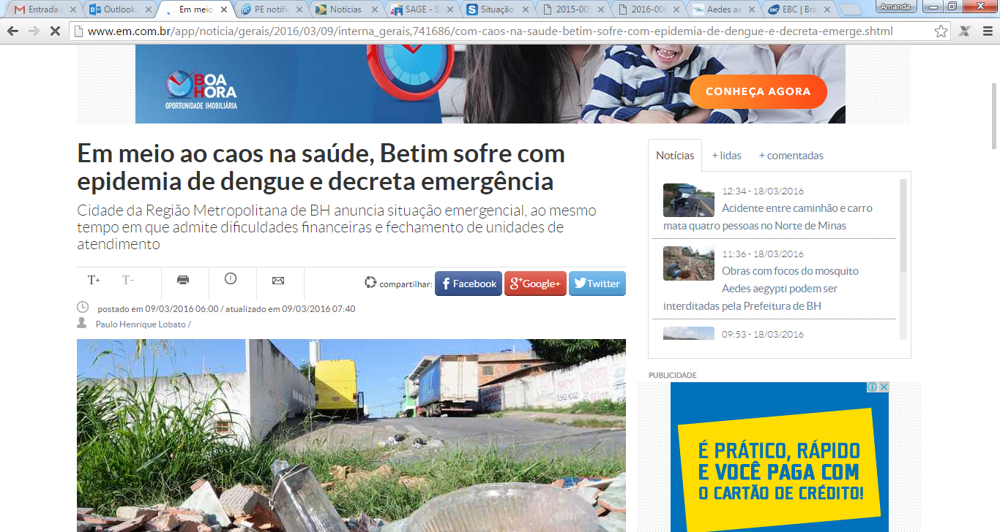 Entrada
Outlook.
Em meio
PE notific
Notícias
SAGE - S
Situação
2015-005
2016-006
Aedes ae
EBC | Bra
Amanda
www.em.com.br/app/noticia/gerais/2016/03/09/interna_gerais,741686/com-caos-na-saude-betim-sofre-com-epidemia-de-dengue-e-decreta-emerge.shtml
BOA
HORA
OPORTUNIDADE IMOBILIÁRIA
CONHEÇA AGORA
Em meio ao caos na saúde, Betim sofre com
epidemia de dengue e decreta emergência
Cidade da Região Metropolitana de BH anuncia situação emergencial, ao mesmo
tempo em que admite dificuldades financeiras e fechamento de unidades de
atendimento
T+ T-
compartilhar: Facebook Google+ Twitter
postado em 09/03/2016 06:00 / atualizado em 09/03/2016 07:40
Paulo Henrique Lobato /
Notícias + lidas + comentadas
12:34 - 18/03/2016
Acidente entre caminhão e carro
mata quatro pessoas no Norte de Minas
11:36 - 18/03/2016
Obras com focos do mosquito
Aedes aegypti podem ser
interditadas pela Prefeitura de BH
09:53 - 18/03/2016
PUBLICIDADE
É PRÁTICO, RÁPIDO
E VOCÊ PAGA COM
O CARTÃO DE CRÉDITO!